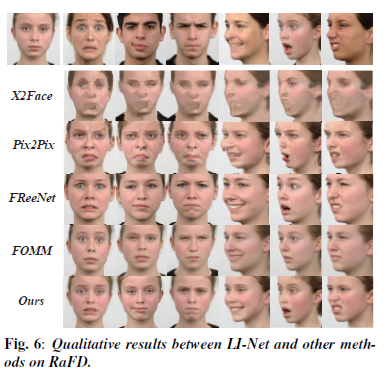 X2Face
Pix2Pix
FReeNet
FOMM
Ours
Fig. 6: Qualitative results between LI-Net and other meth-
ods on RaFD.